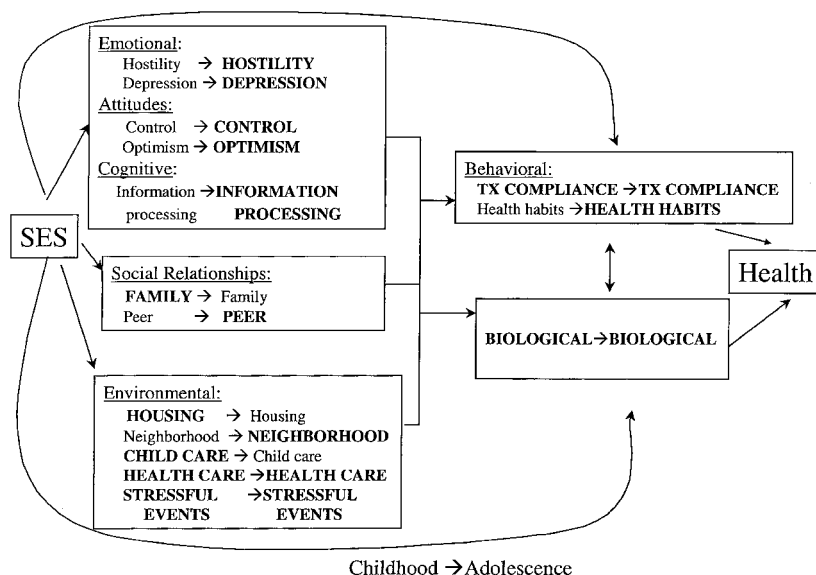 Emotional:
Hostility → HOSTILITY
Depression → DEPRESSION
Attitudes:
Control → CONTROL
Optimism → OPTIMISM
Cognitive:
Information → INFORMATION
processing PROCESSING
SES
Social Relationships:
FAMILY → Family
Peer → PEER
Environmental:
HOUSING → Housing
Neighborhood → NEIGHBORHOOD
CHILD CARE → Child care
HEALTH CARE → HEALTH CARE
STRESSFUL → STRESSFUL
EVENTS EVENTS
Behavioral:
TX COMPLIANCE → TX COMPLIANCE
Health habits → HEALTH HABITS
BIOLOGICAL → BIOLOGICAL
Health
Childhood → Adolescence